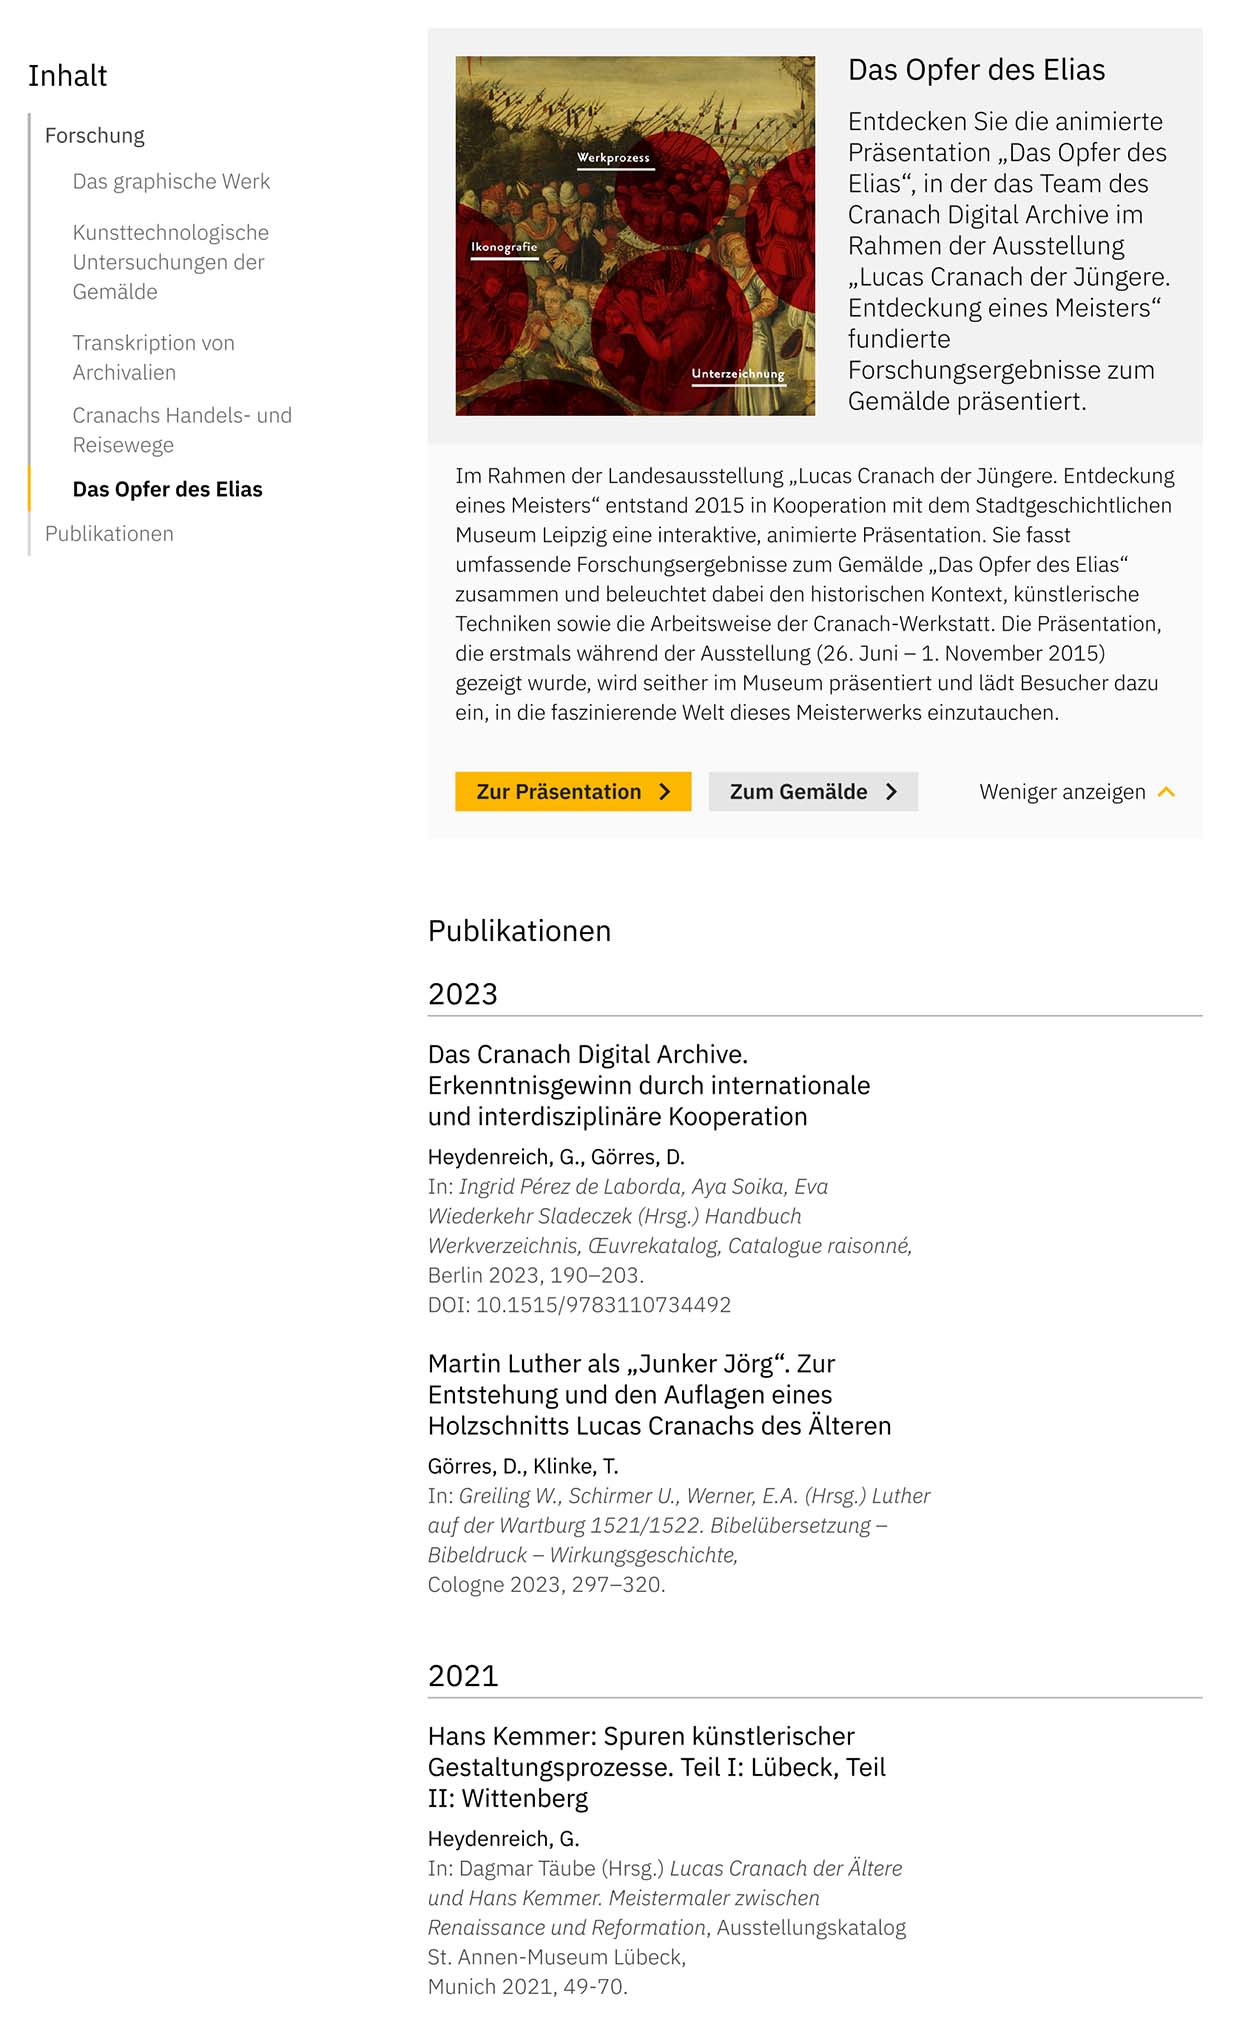 Inhalt
Forschung
Das graphische Werk
Kunsttechnologische
Untersuchungen der
Gemälde
Transkription von
Archivalien
Cranachs Handels- und
Reisewege
Das Opfer des Elias
Publikationen
Werkprozess
Ikonografie
Unterzeichnung
Das Opfer des Elias
Entdecken Sie die animierte
Präsentation „Das Opfer des
Elias“, in der das Team des
Cranach Digital Archive im
Rahmen der Ausstellung
„Lucas Cranach der Jüngere.
Entdeckung eines Meisters“
fundierte
Forschungsergebnisse zum
Gemälde präsentiert.
Im Rahmen der Landesausstellung „Lucas Cranach der Jüngere. Entdeckung
eines Meisters“ entstand 2015 in Kooperation mit dem Stadtgeschichtlichen
Museum Leipzig eine interaktive, animierte Präsentation. Sie fasst
umfassende Forschungsergebnisse zum Gemälde „Das Opfer des Elias“
zusammen und beleuchtet dabei den historischen Kontext, künstlerische
Techniken sowie die Arbeitsweise der Cranach-Werkstatt. Die Präsentation,
die erstmals während der Ausstellung (26. Juni – 1. November 2015)
gezeigt wurde, wird seither im Museum präsentiert und lädt Besucher dazu
ein, in die faszinierende Welt dieses Meisterwerks einzutauchen.
Zur Präsentation
Zum Gemälde
Weniger anzeigen
Publikationen
2023
Das Cranach Digital Archive.
Erkenntnisgewinn durch internationale
und interdisziplinäre Kooperation
Heydenreich, G., Görres, D.
In: Ingrid Pérez de Laborda, Aya Soika, Eva
Wiederkehr Sladeczek (Hrsg.) Handbuch
Werkverzeichnis, Œuvrekatalog, Catalogue raisonné,
Berlin 2023, 190–203.
DOI: 10.1515/9783110734492
Martin Luther als „Junker Jörg“. Zur
Entstehung und den Auflagen eines
Holzschnitts Lucas Cranachs des Älteren
Görres, D., Klinke, T.
In: Greiling W., Schirmer U., Werner, E.A. (Hrsg.) Luther
auf der Wartburg 1521/1522. Bibelübersetzung –
Bibeldruck – Wirkungsgeschichte,
Cologne 2023, 297–320.
2021
Hans Kemmer: Spuren künstlerischer
Gestaltungsprozesse. Teil I: Lübeck, Teil
II: Wittenberg
Heydenreich, G.
In: Dagmar Täube (Hrsg.) Lucas Cranach der Ältere
und Hans Kemmer. Meistermaler zwischen
Renaissance und Reformation, Ausstellungskatalog
St. Annen-Museum Lübeck,
Munich 2021, 49-70.